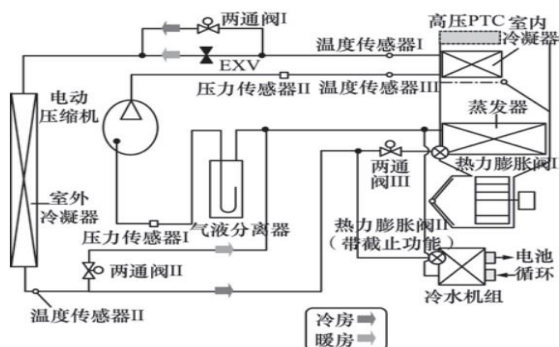 两通阀I
高压PTC
室内
冷凝器
温度传感器I
EXV
压力传感器II
温度传感器III
电动
压缩机
蒸发器
两通
阀III
热力膨胀阀I
室外
冷凝器
气液分离器
压力传感器I
热力膨胀阀II
(带截止功能)
两通阀II
电池
循环
冷水机组
温度传感器II
冷房
暖房